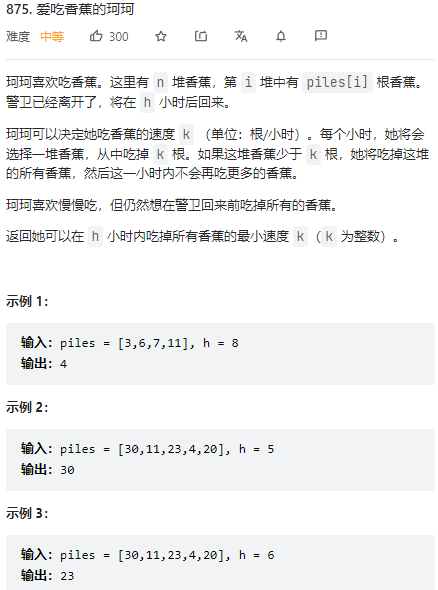 875. 爱吃香蕉的珂珂
难度 中等 300
珂珂喜欢吃香蕉。这里有 n 堆香蕉，第 i 堆中有 piles[i] 根香蕉。
警卫已经离开了，将在 h 小时后回来。
珂珂可以决定她吃香蕉的速度 k （单位：根/小时）。每个小时，她将会
选择一堆香蕉，从中吃掉 k 根。如果这堆香蕉少于 k 根，她将吃掉这堆
的所有香蕉，然后这一小时内不会再吃更多的香蕉。
珂珂喜欢慢慢吃，但仍然想在警卫回来前吃掉所有的香蕉。
返回她可以在 h 小时内吃掉所有香蕉的最小速度 k（k 为整数）。
示例 1：
输入：piles = [3,6,7,11], h = 8
输出：4
示例 2：
输入：piles = [30,11,23,4,20], h = 5
输出：30
示例 3：
输入：piles = [30,11,23,4,20], h = 6
输出：23